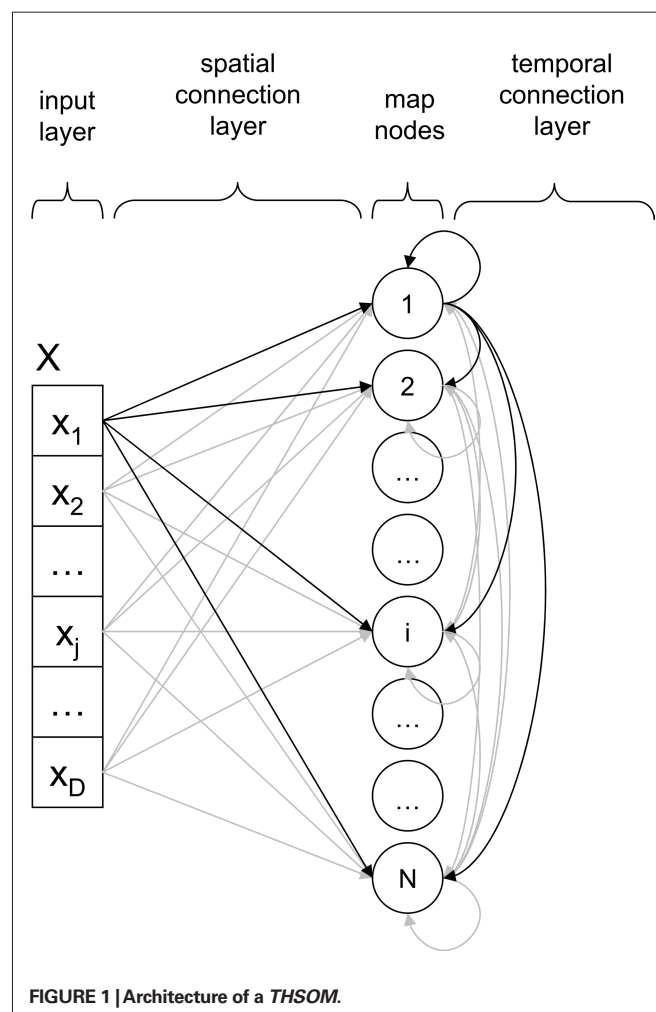 input
layer
spatial
connection
layer
map
nodes
temporal
connection
layer
X
x1
x2
...
xj
...
xD
1
2
...
...
i
...
...
N
FIGURE 1 | Architecture of a THSOM.